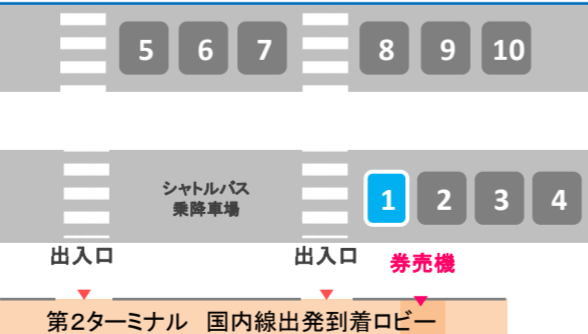 5 6 7 8 9 10
シャトルバス
乗降車場
1 2 3 4
出入口 出入口 券売機
第2ターミナル 国内線出発到着ロビー